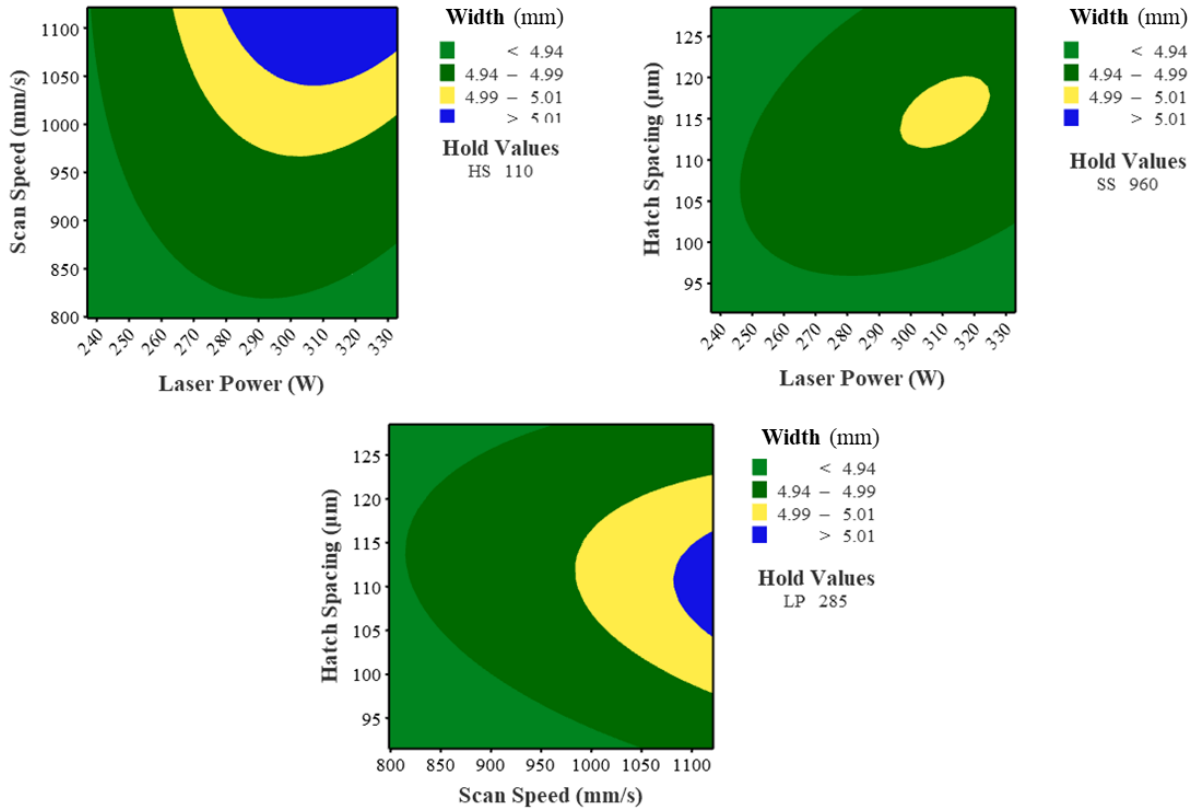 Width (mm)
< 4.94
4.94 – 4.99
4.99 – 5.01
> 5.01
Hold Values
HS 110
1100
1050
1000
950
900
850
800
Scan Speed (mm/s)
240 250 260 270 280 290 300 310 320 330
Laser Power (W)
Width (mm)
< 4.94
4.94 – 4.99
4.99 – 5.01
> 5.01
Hold Values
SS 960
125
120
115
110
105
100
95
Hatch Spacing (µm)
240 250 260 270 280 290 300 310 320 330
Laser Power (W)
Width (mm)
< 4.94
4.94 – 4.99
4.99 – 5.01
> 5.01
Hold Values
LP 285
125
120
115
110
105
100
95
Hatch Spacing (µm)
800 850 900 950 1000 1050 1100
Scan Speed (mm/s)